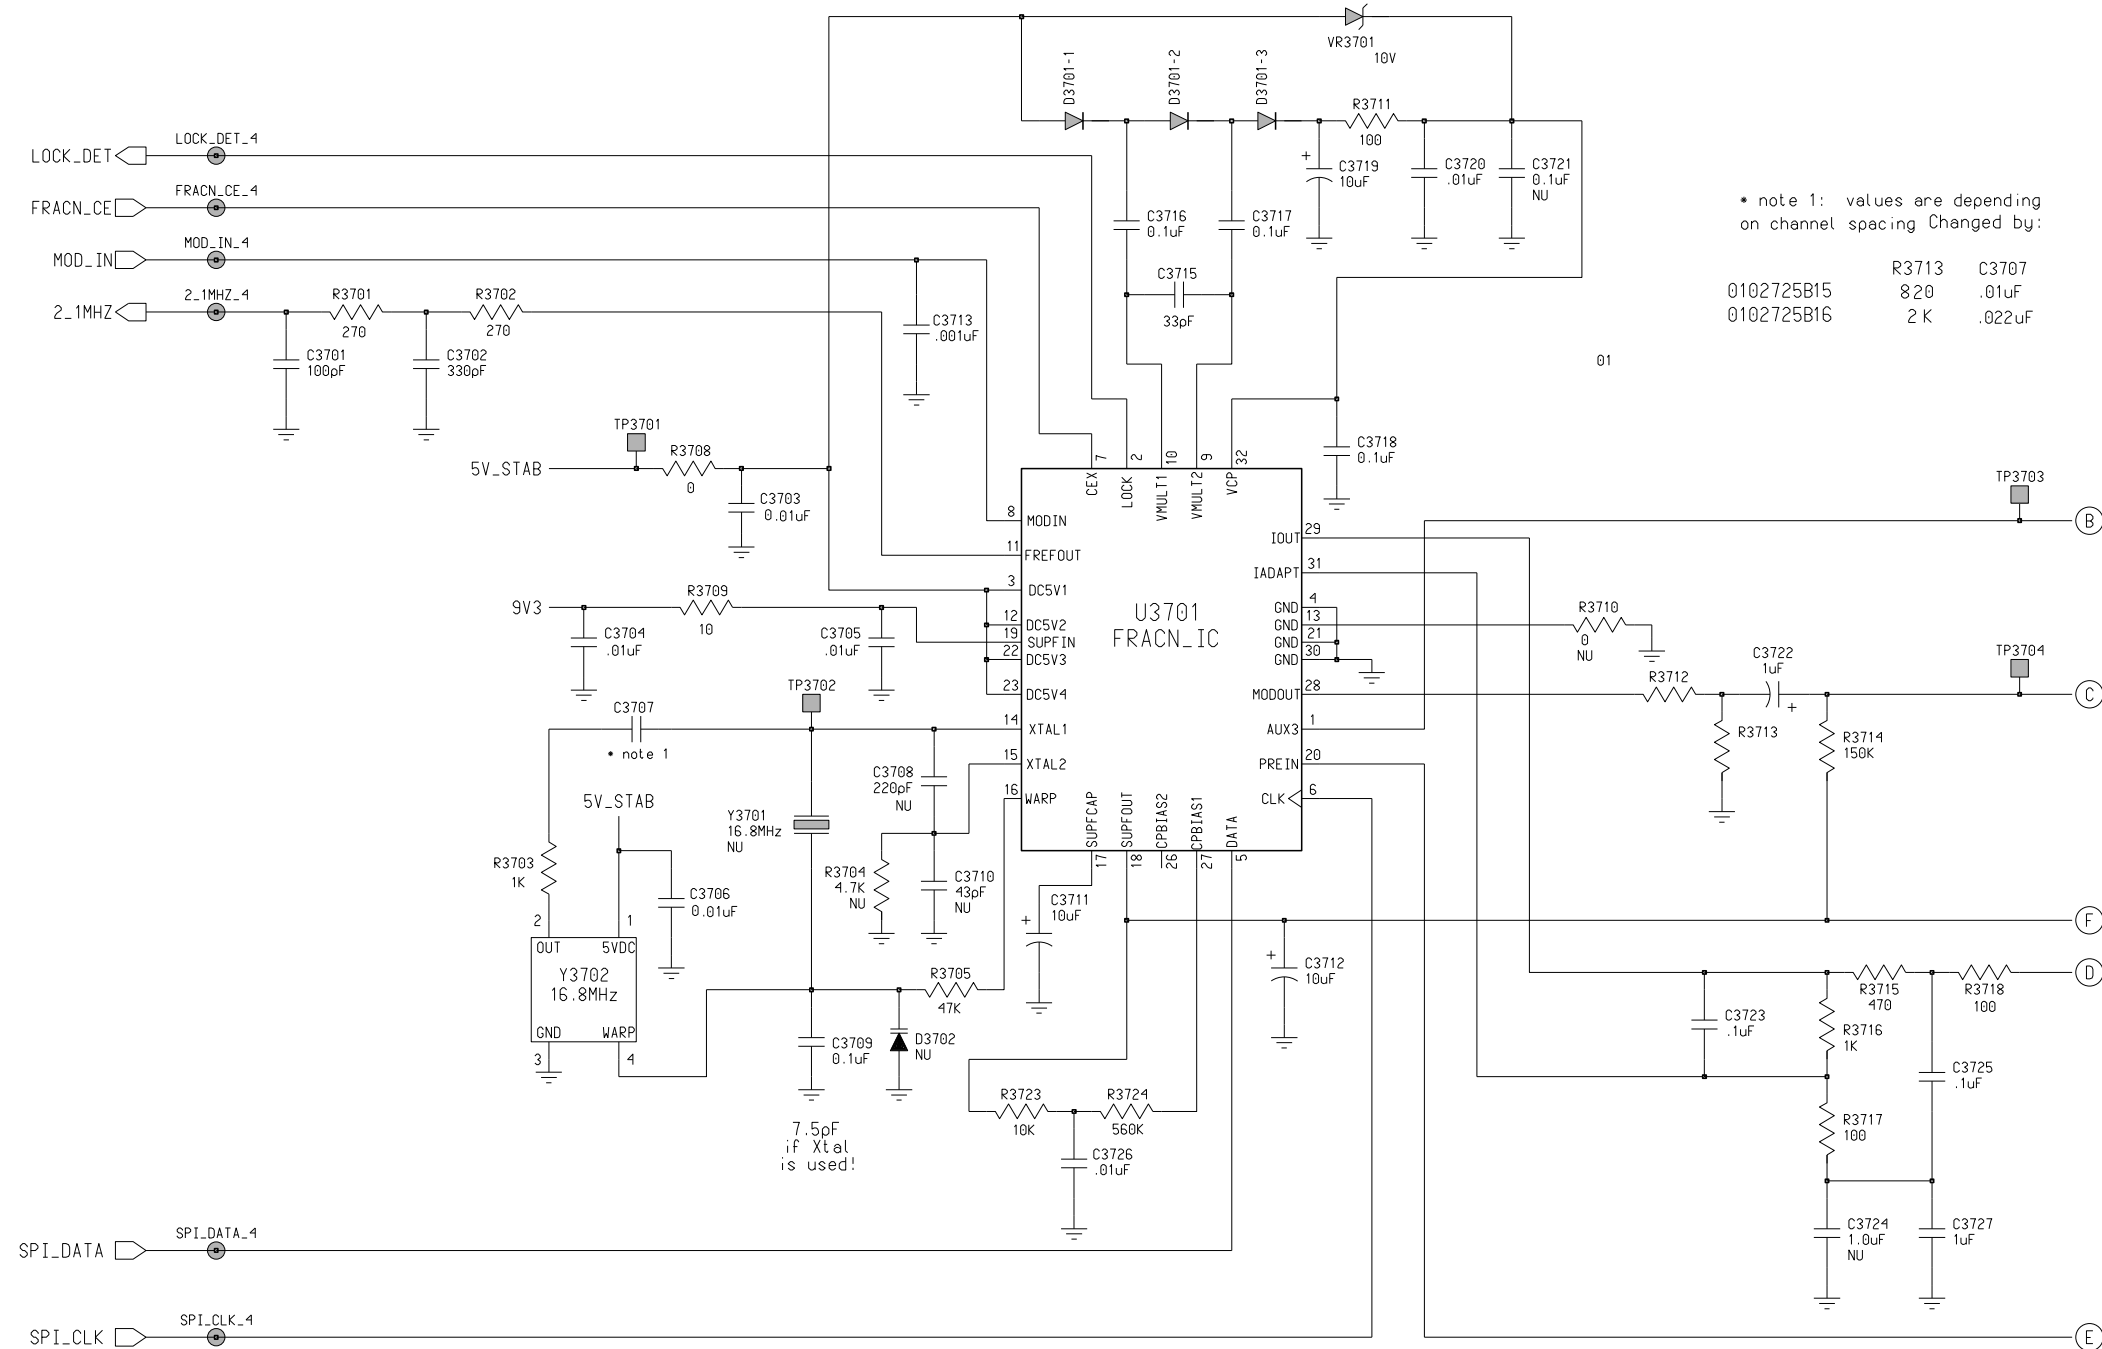 VR3701
10V
D3701-1
D3701-2
D3701-3
R3711
100
LOCK_DET
LOCK_DET_4
C3719
10uF
+
C3720
.01uF
C3721
0.1uF
NU
FRACN_CE
FRACN_CE_4
C3716
0.1uF
C3717
0.1uF
* note 1: values are depending
on channel spacing Changed by:
MOD_IN
MOD_IN_4
R3713 C3707
0102725B15 820 .01uF
0102725B16 2K .022uF
2_1MHZ
2_1MHZ_4
R3701
270
R3702
270
C3715
33pF
C3713
.001uF
C3701
100pF
C3702
330pF
01
TP3701
R3708
0
5V_STAB
C3703
0.01uF
C3718
0.1uF
7
2
10
9
32
CEX
LOCK
VMULT1
VMULT2
VCP
TP3703
B
8 MODIN
11 FREFOUT
3 DC5V1
12 DC5V2
19 SUPFIN
22 DC5V3
23 DC5V4
14 XTAL1
15 XTAL2
16 WARP
U3701
FRACN_IC
IOUT 29
IADAPT 31
GND 4
GND 13
GND 21
GND 30
MODOUT 28
AUX3 1
PREIN 20
CLK 6
SUPFCAP
SUPFOUT
CPBIAS2
CPBIAS1
DATA
17
18
26
27
5
9V3
R3709
10
C3704
.01uF
C3705
.01uF
R3710
0
NU
R3712
C3722
1uF
+
TP3704
C
R3713
R3714
150K
TP3702
C3707
* note 1
C3708
220pF
NU
5V_STAB
Y3701
16.8MHz
NU
R3703
1K
C3706
0.01uF
R3704
4.7K
NU
C3710
43pF
NU
C3711
10uF
+
F
2
1
OUT 5VDC
Y3702
16.8MHz
GND WARP
3
4
R3705
47K
C3709
0.1uF
D3702
NU
C3712
10uF
+
D
R3715
470
R3718
100
C3723
.1uF
R3716
1K
C3725
.1uF
R3717
100
R3723
10K
R3724
560K
C3726
.01uF
7.5pF
if Xtal
is used!
SPI_DATA
SPI_DATA_4
C3724
1.0uF
NU
C3727
1uF
SPI_CLK
SPI_CLK_4
E